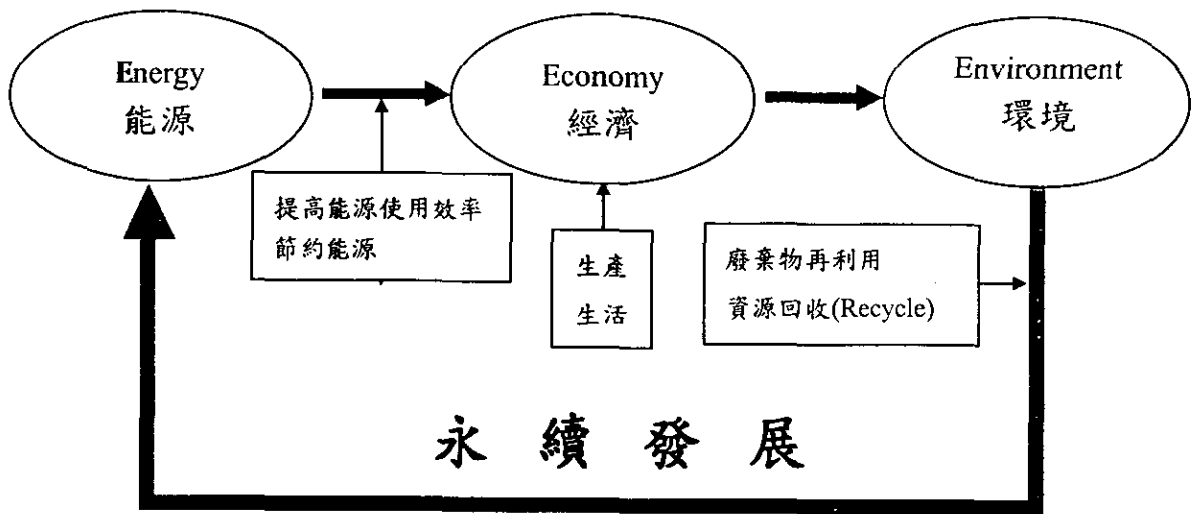 Energy
能源
Economy
經濟
Environment
環境
提高能源使用效率
節約能源
生產
生活
廢棄物再利用
資源回收(Recycle)
永續發展